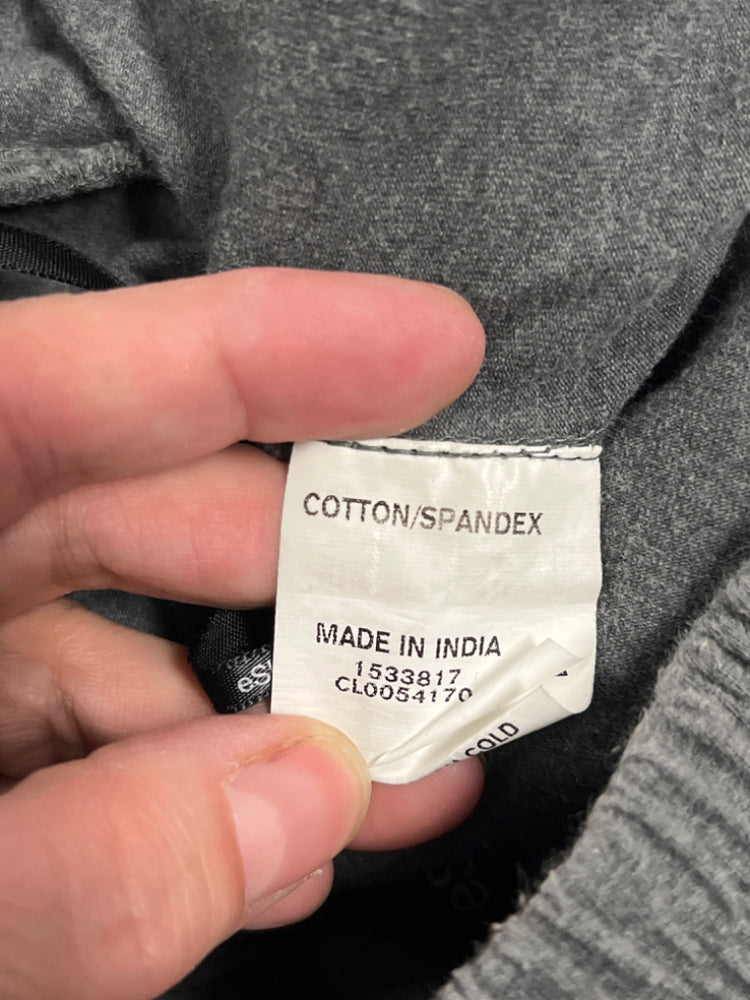 COTTON/SPANDEX
MADE IN INDIA
1533817
CL0054170
COLD